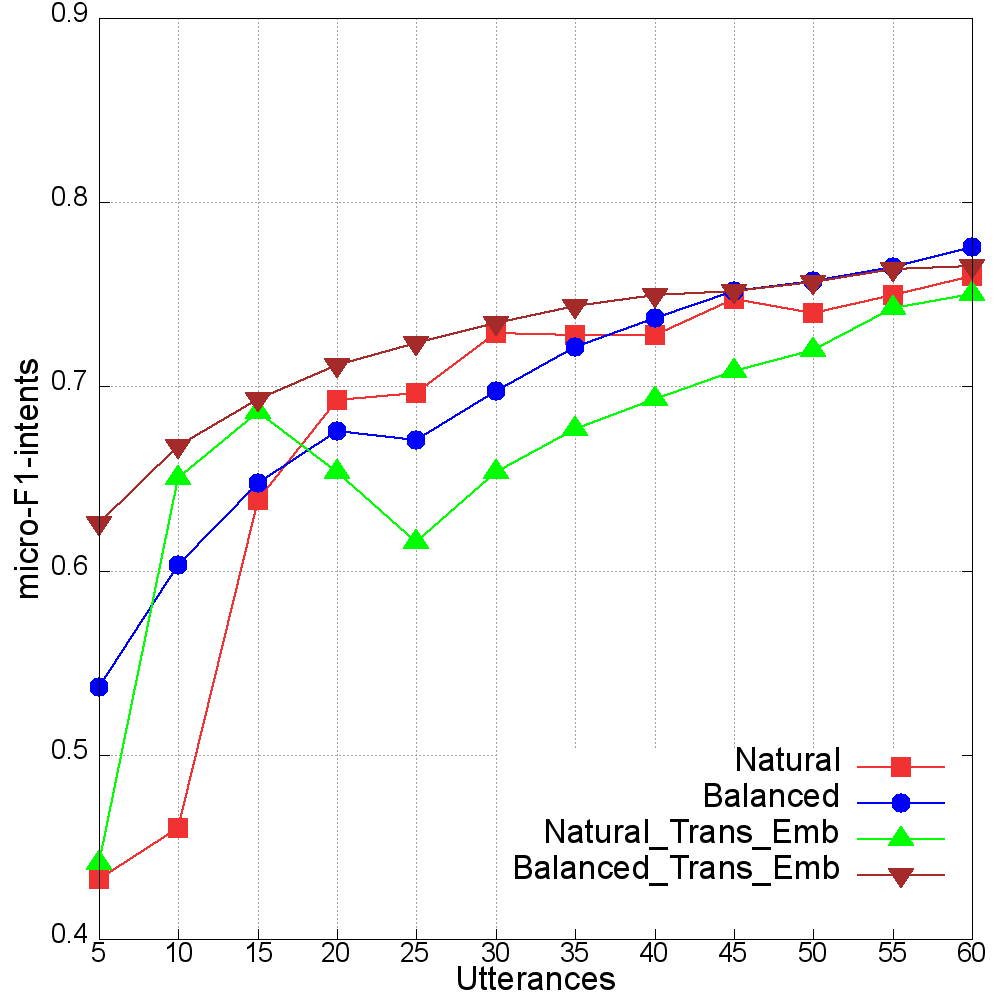 0.9
0.8
0.7
0.6
0.5
0.4
micro-F1-intents
Natural
Balanced
Natural_Trans_Emb
Balanced_Trans_Emb
5 10 15 20 25 30 35 40 45 50 55 60
Utterances